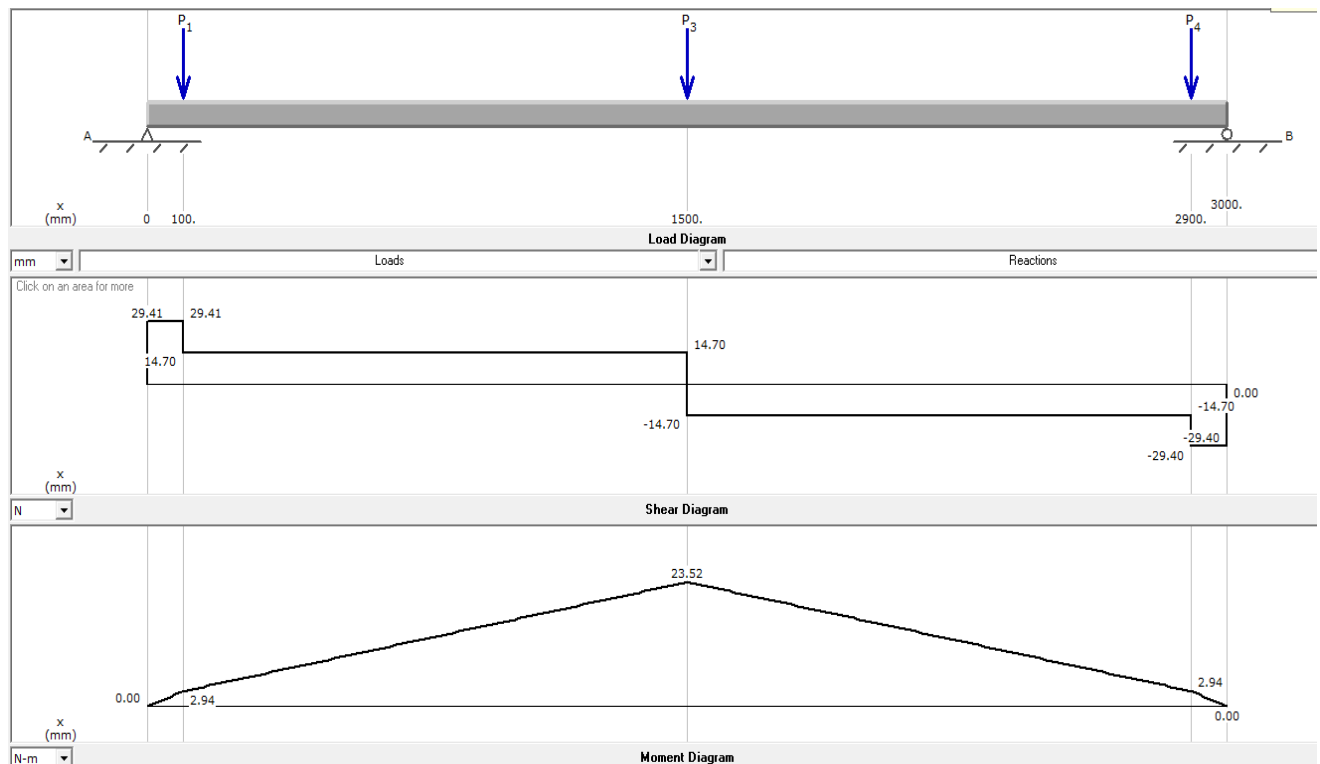 P1 P3 P4
A B
x
(mm) 0 100. 1500. 2900. 3000.
Load Diagram
mm Loads Reactions
Click on an area for more
29.41 29.41
14.70 14.70
0.00
-14.70 -14.70
-29.40
-29.40
x
(mm)
N Shear Diagram
23.52
0.00 2.94 2.94
0.00
x
(mm)
N-m Moment Diagram